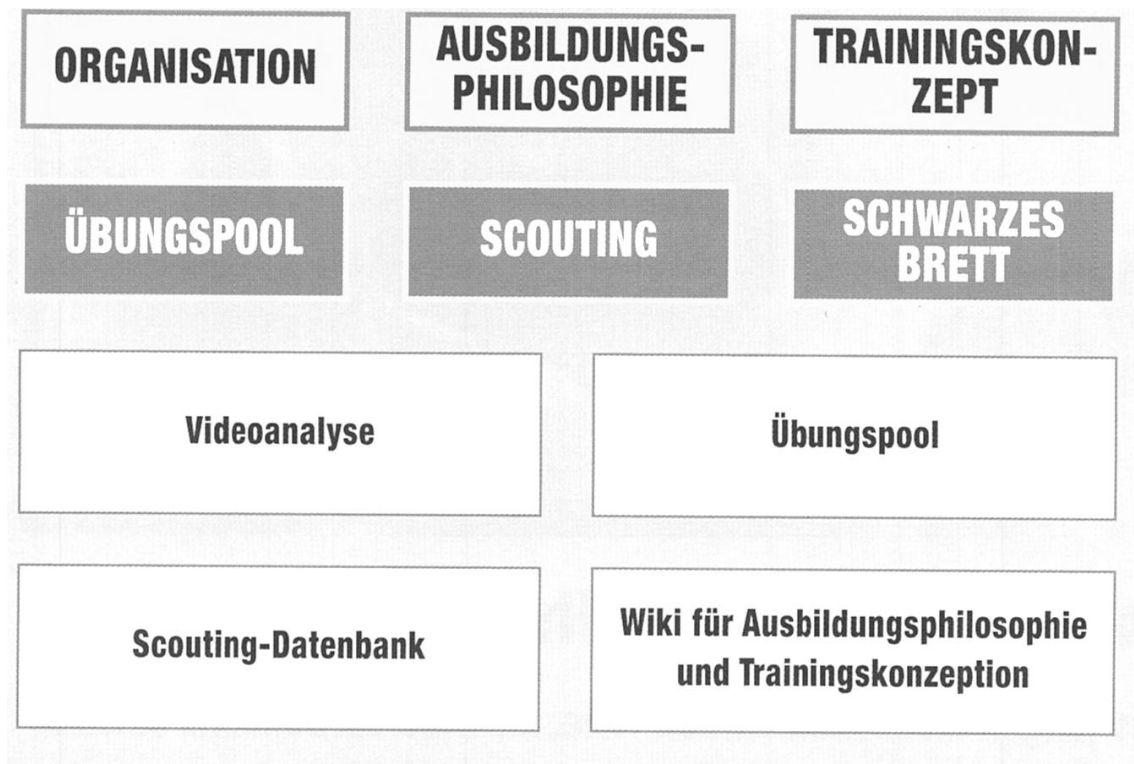 ORGANISATION
AUSBILDUNGS-
PHILOSOPHIE
TRAININGSKON-
ZEPT
ÜBUNGSPOOL
SCOUTING
SCHWARZES
BRETT
Videoanalyse
Übungspool
Scouting-Datenbank
Wiki für Ausbildungsphilosophie
und Trainingskonzeption